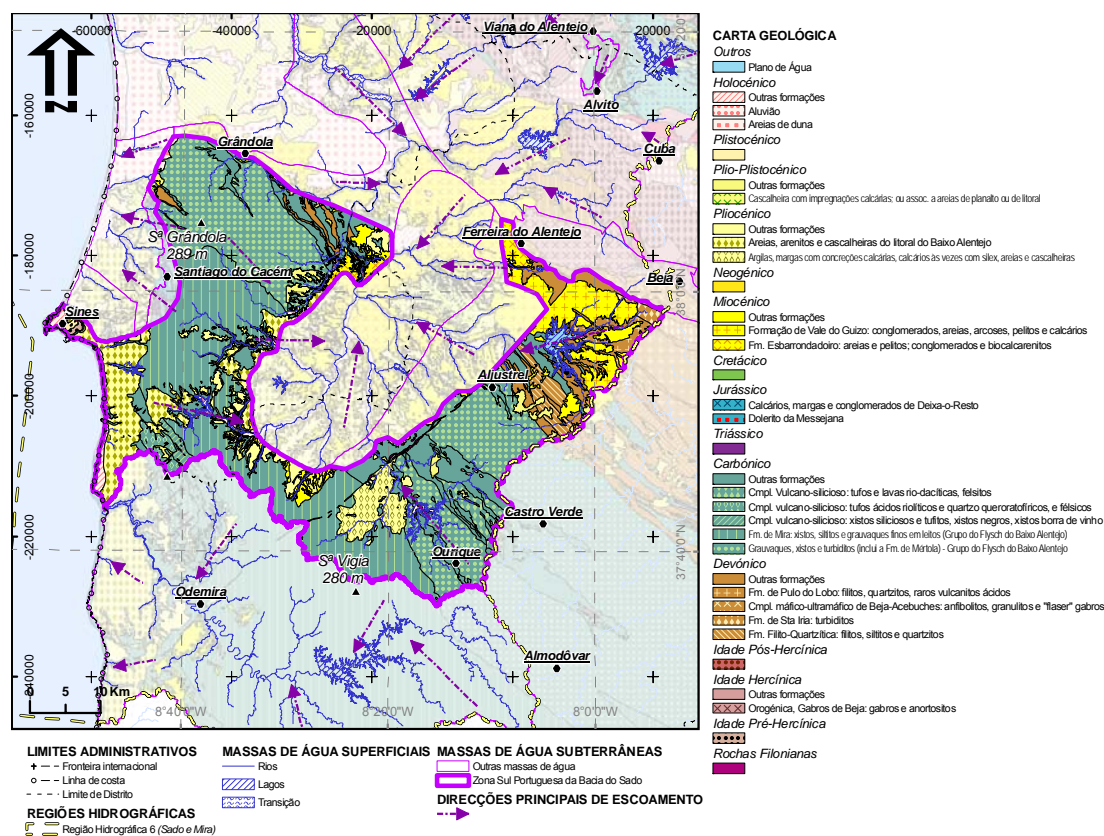 -60000
-40000
-20000
20000
Viana do Alentejo
38°20'0"N
-160000
Alvito
Grândola
Cuba
Sª Grândola
289 m
Ferreira do Alentejo
-180000
Santiago do Cacém
Beja
38°0'0"N
Sines
Aljustrel
-200000
Castro Verde
-220000
Ourique
37°40'N
Sª Vigia
280 m
Odemira
Almodôvar
-240000
0 5 10 Km
8°40'W
8°20'W
8°0'W
N
CARTA GEOLÓGICA
Outros
Plano de Água
Holocénico
Outras formações
Aluvião
Areias de duna
Plistocénico
Plio-Plistocénico
Outras formações
Cascalheira com impregnações calcárias; ou assoc. a areias de planalto ou de litoral
Pliocénico
Outras formações
Areias, arenitos e cascalheiras do litoral do Baixo Alentejo
Argilas, margas com concreções calcárias, calcários às vezes com silex, areias e cascalheiras
Neogénico
Miocénico
Outras formações
Formação de Vale do Guizo: conglomerados, areias, arcoses, pelitos e calcários
Fm. Esbarrondadoiro: areias e pelitos; conglomerados e biocalcarenitos
Cretácico
Jurássico
Calcários, margas e conglomerados de Deixa-o-Resto
Dolerito da Messejana
Triássico
Carbónico
Outras formações
Cmpl. Vulcano-silicioso: tufos e lavas rio-dacíticas, felsitos
Cmpl. vulcano-silicioso: tufos ácidos riolíticos e quartzo queroratofíricos, e félsicos
Cmpl. vulcano-silicioso: xistos siliciosos e tufitos, xistos negros, xistos borra de vinho
Fm. de Mira: xistos, siltitos e grauvaques finos em leitos (Grupo do Flysch do Baixo Alentejo)
Grauvaques, xistos e turbiditos (inclui a Fm. de Mértola) - Grupo do Flysch do Baixo Alentejo
Devónico
Outras formações
Fm. de Pulo do Lobo: filitos, quartzitos, raros vulcanitos ácidos
Cmpl. máfico-ultramáfico de Beja-Acebuches: anfibolitos, granulitos e "flaser" gabros
Fm. de Sta Iria: turbiditos
Fm. Filito-Quartzítica: filitos, siltitos e quartzitos
Idade Pós-Hercínica
Idade Hercínica
Outras formações
Orogénica, Gabros de Beja: gabros e anortositos
Idade Pré-Hercínica
Rochas Filonianas
LIMITES ADMINISTRATIVOS
Fronteira internacional
Linha de costa
Limite de Distrito
REGIÕES HIDROGRÁFICAS
Região Hidrográfica 6 (Sado e Mira)
MASSAS DE ÁGUA SUPERFICIAIS
Rios
Lagos
Transição
MASSAS DE ÁGUA SUBTERRÂNEAS
Outras massas de água
Zona Sul Portuguesa da Bacia do Sado
DIRECÇÕES PRINCIPAIS DE ESCOAMENTO